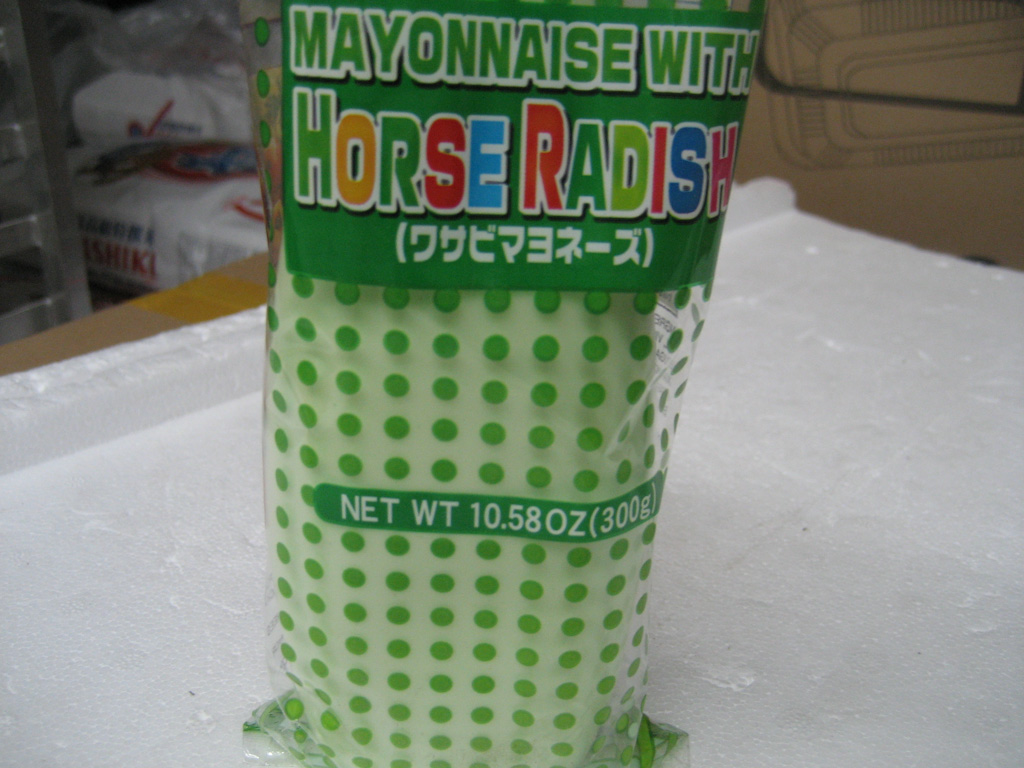 MAYONNAISE WITH
HORSE RADISH
(ワサビマヨネーズ)
NET WT 10.58OZ(300g)